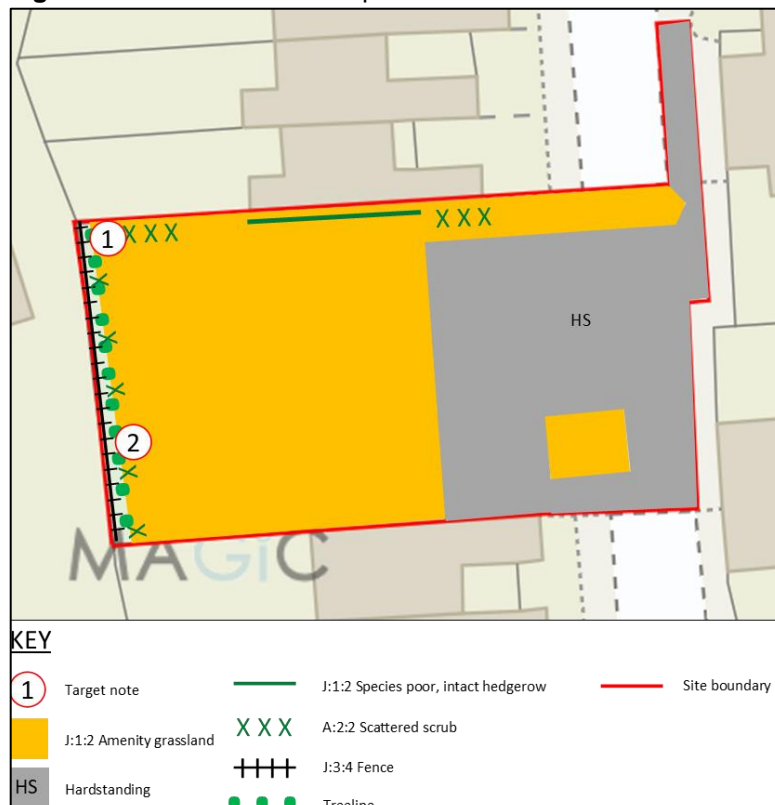 1
X X X
X X X
HS
2
MAGiC
KEY
1 Target note
J:1:2 Species poor, intact hedgerow
Site boundary
J:1:2 Amenity grassland
X X X A:2:2 Scattered scrub
J:3:4 Fence
HS Hardstanding
Treeline